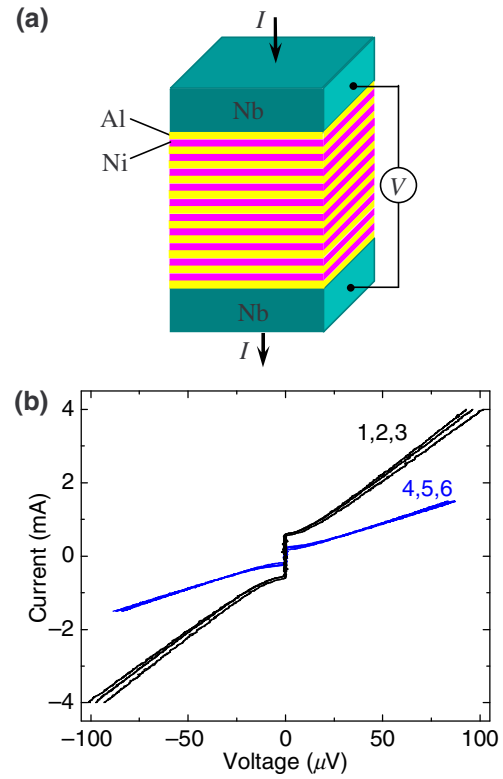 (a)
I
Nb
Al
Ni
V
Nb
I
(b)
4
1,2,3
2
4,5,6
0
−2
−4
−100
−50
0
50
100
Current (mA)
Voltage (μV)